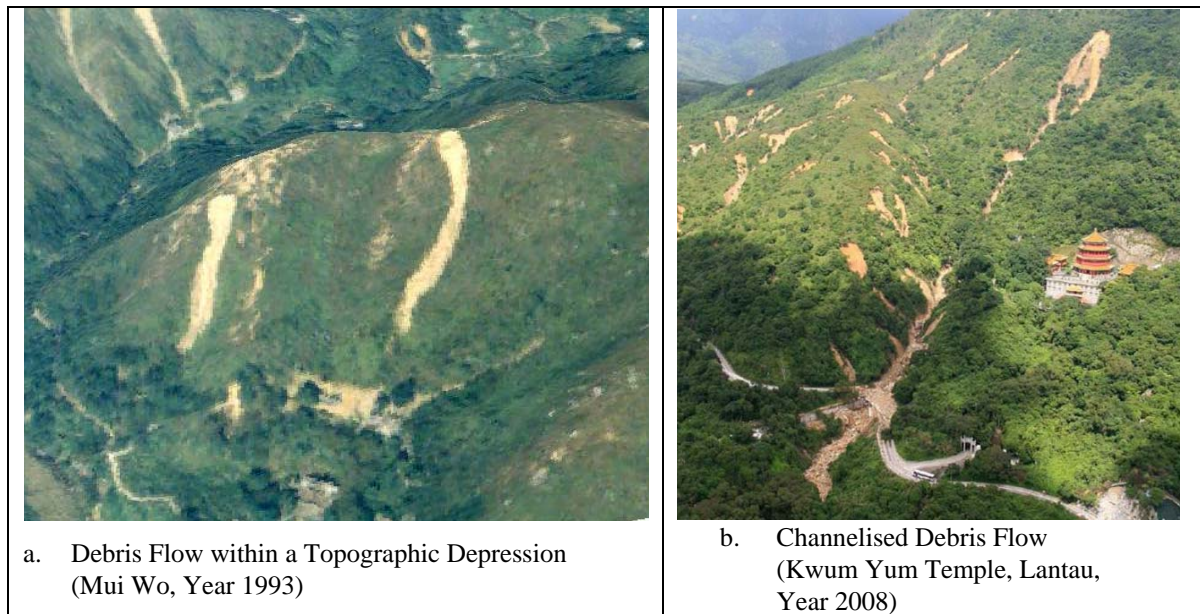 a. Debris Flow within a Topographic Depression
(Mui Wo, Year 1993)
b. Channelised Debris Flow
(Kwum Yum Temple, Lantau,
Year 2008)